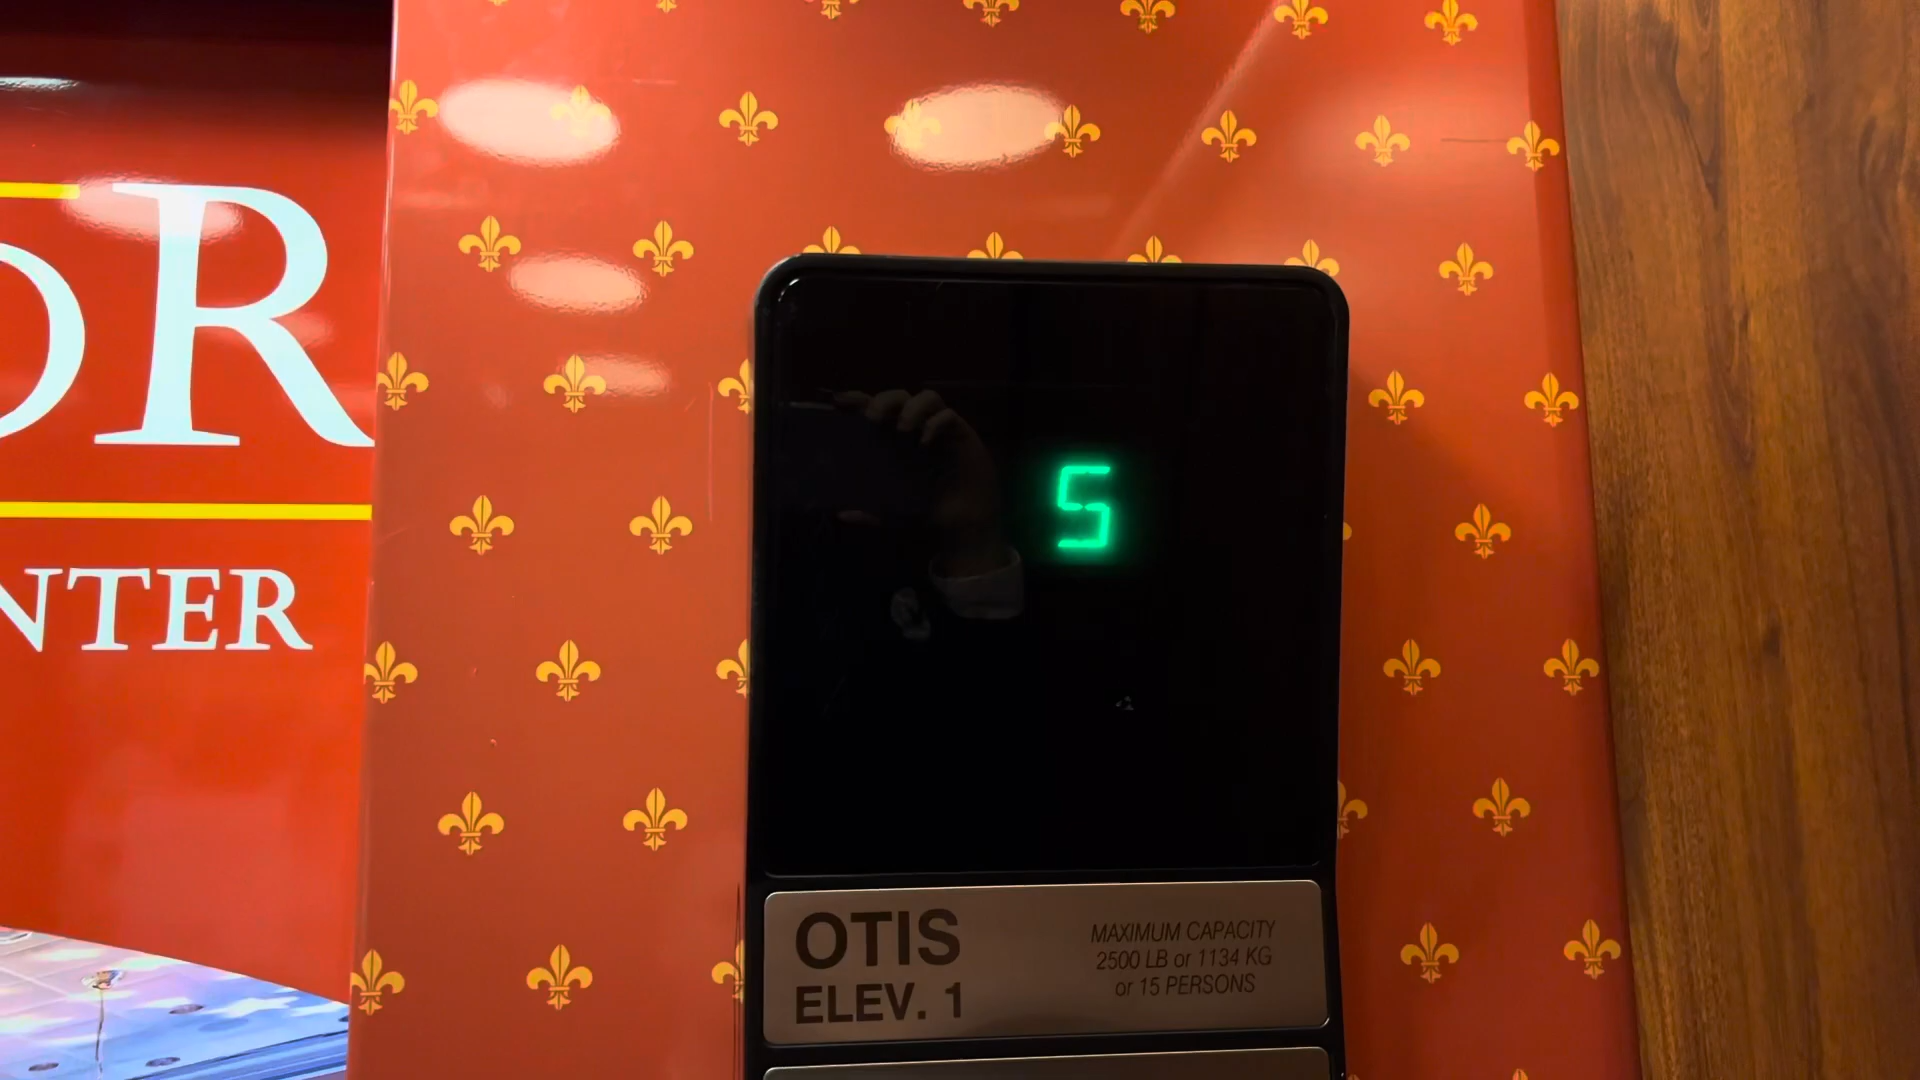 OR
NTER
5
OTIS
ELEV. 1
MAXIMUM CAPACITY
2500 LB or 1134 KG
or 15 PERSONS